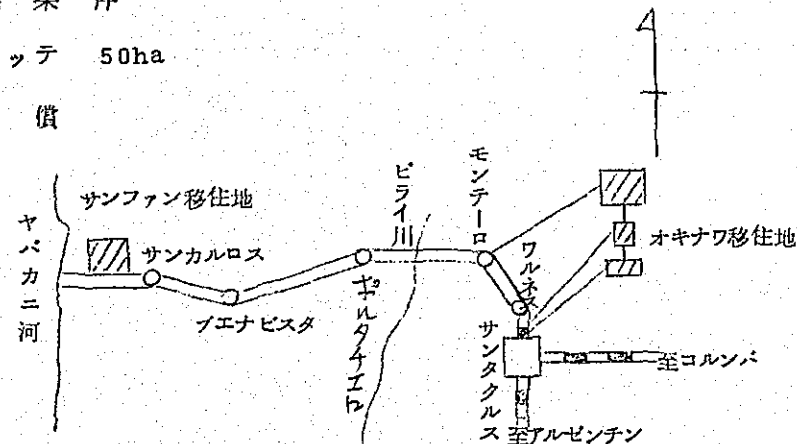 ッテ 50ha
償
ピライ川
モンテーロ
サンファン移住地
ヤパカニ河
サンカルロス
オキナワ移住地
ワルネス
ブエナビスタ
ポルタチエロ
サンタクルス
至コルンバ
至アルゼンチン